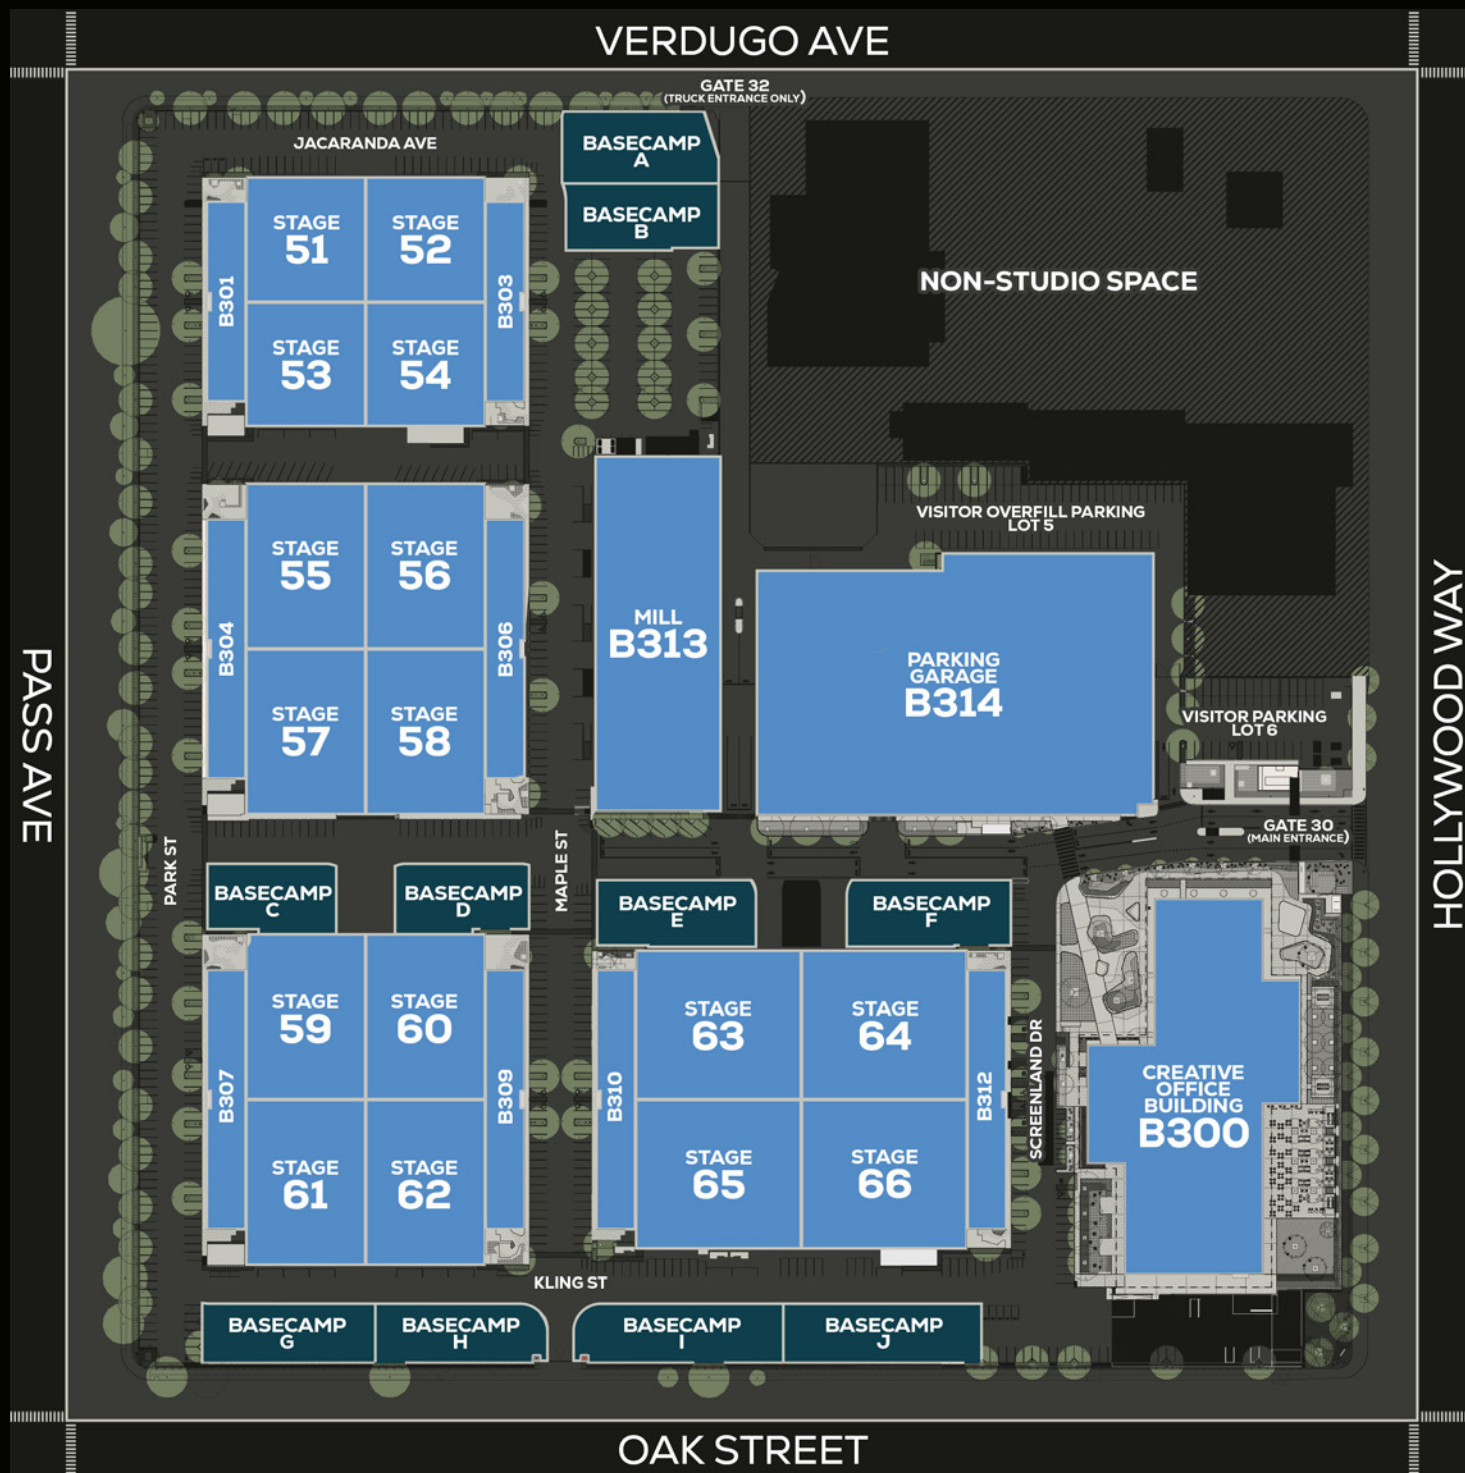 VERDUGO AVE
GATE 32
(TRUCK ENTRANCE ONLY)
JACARANDA AVE
BASECAMP
A
BASECAMP
B
STAGE
51
STAGE
52
B301
B303
STAGE
53
STAGE
54
NON-STUDIO SPACE
VISITOR OVERFILL PARKING
LOT 5
STAGE
55
STAGE
56
B304
B306
STAGE
57
STAGE
58
MILL
B313
PARKING
GARAGE
B314
VISITOR PARKING
LOT 6
PASS AVE
HOLLYWOOD WAY
GATE 30
(MAIN ENTRANCE)
PARK ST
MAPLE ST
BASECAMP
C
BASECAMP
D
BASECAMP
E
BASECAMP
F
STAGE
59
STAGE
60
B307
B309
STAGE
61
STAGE
62
STAGE
63
STAGE
64
B310
B312
STAGE
65
STAGE
66
SCREENLAND DR
CREATIVE
OFFICE
BUILDING
B300
KLING ST
BASECAMP
G
BASECAMP
H
BASECAMP
I
BASECAMP
J
OAK STREET